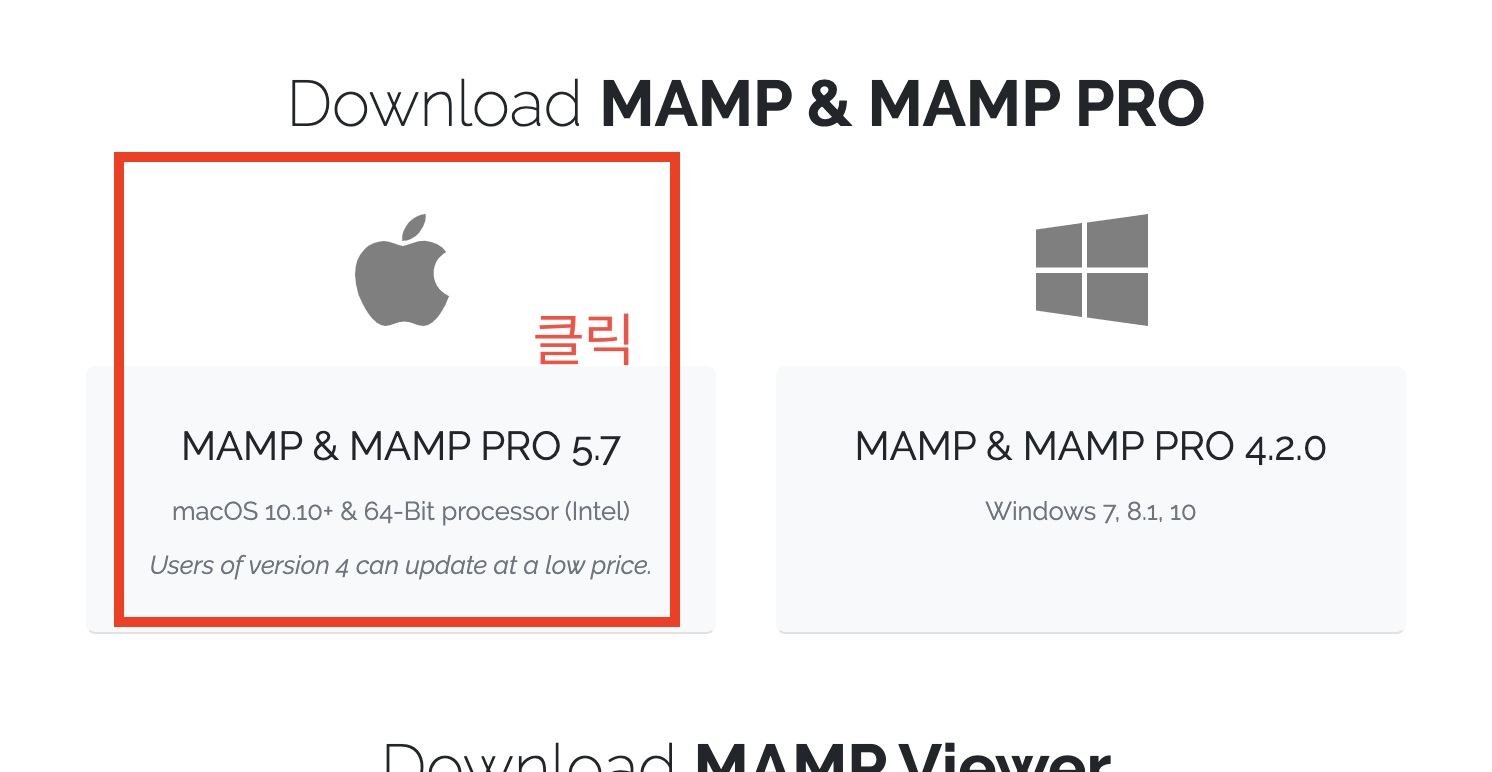 Download MAMP & MAMP PRO
클릭
MAMP & MAMP PRO 5.7
macOS 10.10+ & 64-Bit processor (Intel)
Users of version 4 can update at a low price.
MAMP & MAMP PRO 4.2.0
Windows 7, 8.1, 10
Download MAMP Viewer